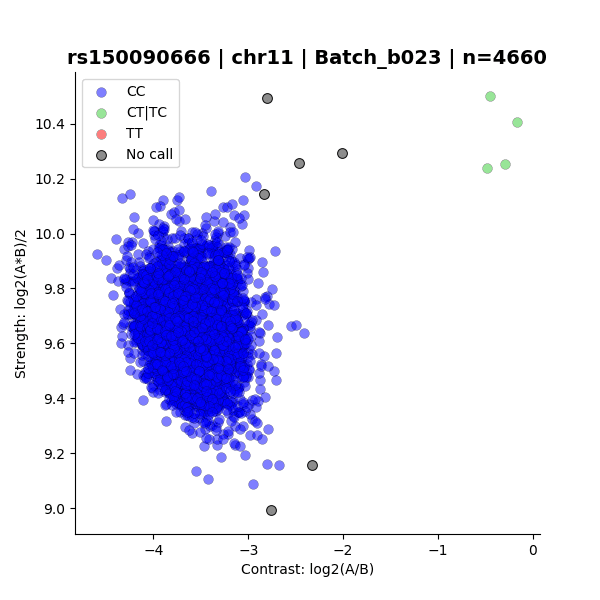 rs150090666 | chr11 | Batch_b023 | n=4660
CC
CT|TC
TT
No call
Strength: log2(A*B)/2
10.4
10.2
10.0
9.8
9.6
9.4
9.2
9.0
−4
−3
−2
−1
0
Contrast: log2(A/B)